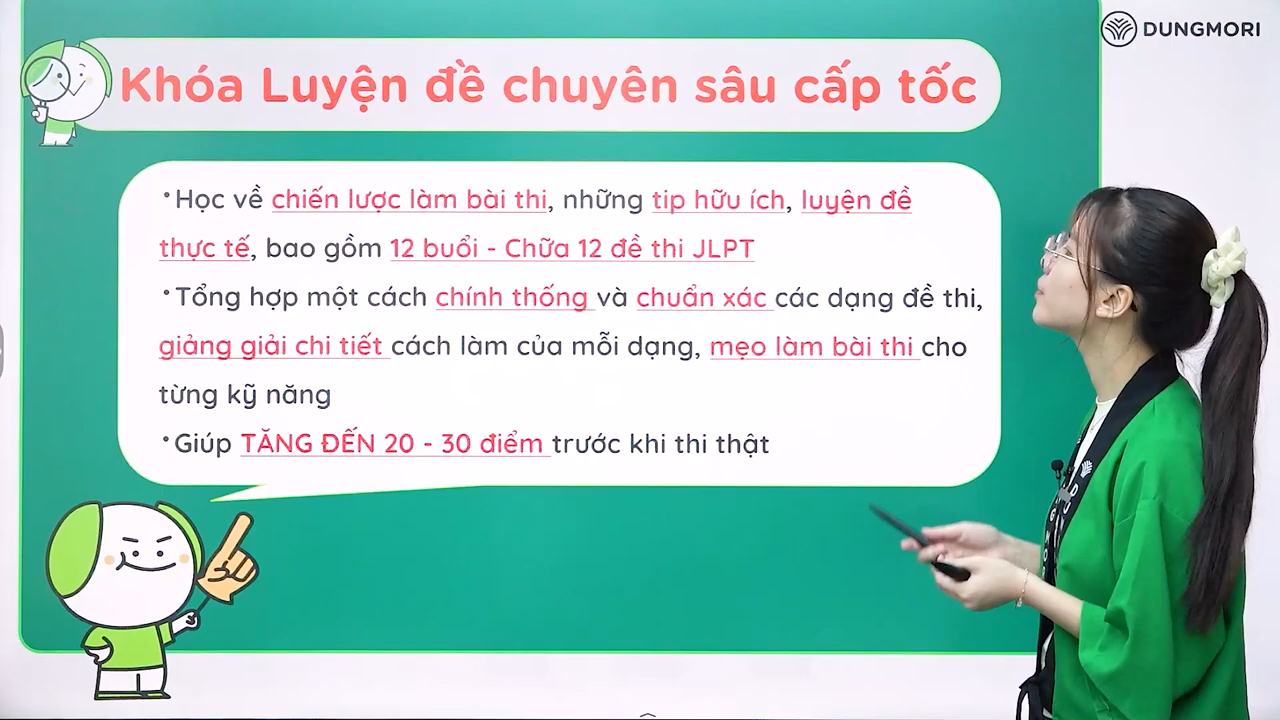 DUNGMORI
Khóa Luyện đề chuyên sâu cấp tốc
•Học về chiến lược làm bài thi, những tip hữu ích, luyện đề
thực tế, bao gồm 12 buổi - Chữa 12 đề thi JLPT
•Tổng hợp một cách chính thống và chuẩn xác các dạng đề thi,
giảng giải chi tiết cách làm của mỗi dạng, mẹo làm bài thi cho
từng kỹ năng
•Giúp TĂNG ĐẾN 20 - 30 điểm trước khi thi thật